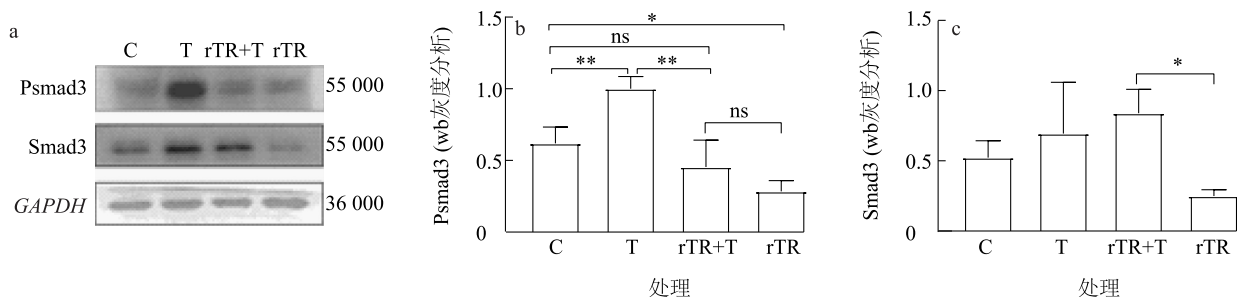 a
C T rTR+T rTR
Psmad3 55 000
Smad3 55 000
GAPDH 36 000
b
Psmad3 (wb灰度分析)
1.5
1.0
0.5
0
*
ns
** **
ns
C T rTR+T rTR
处理
c
Smad3 (wb灰度分析)
1.5
1.0
0.5
0
*
C T rTR+T rTR
处理